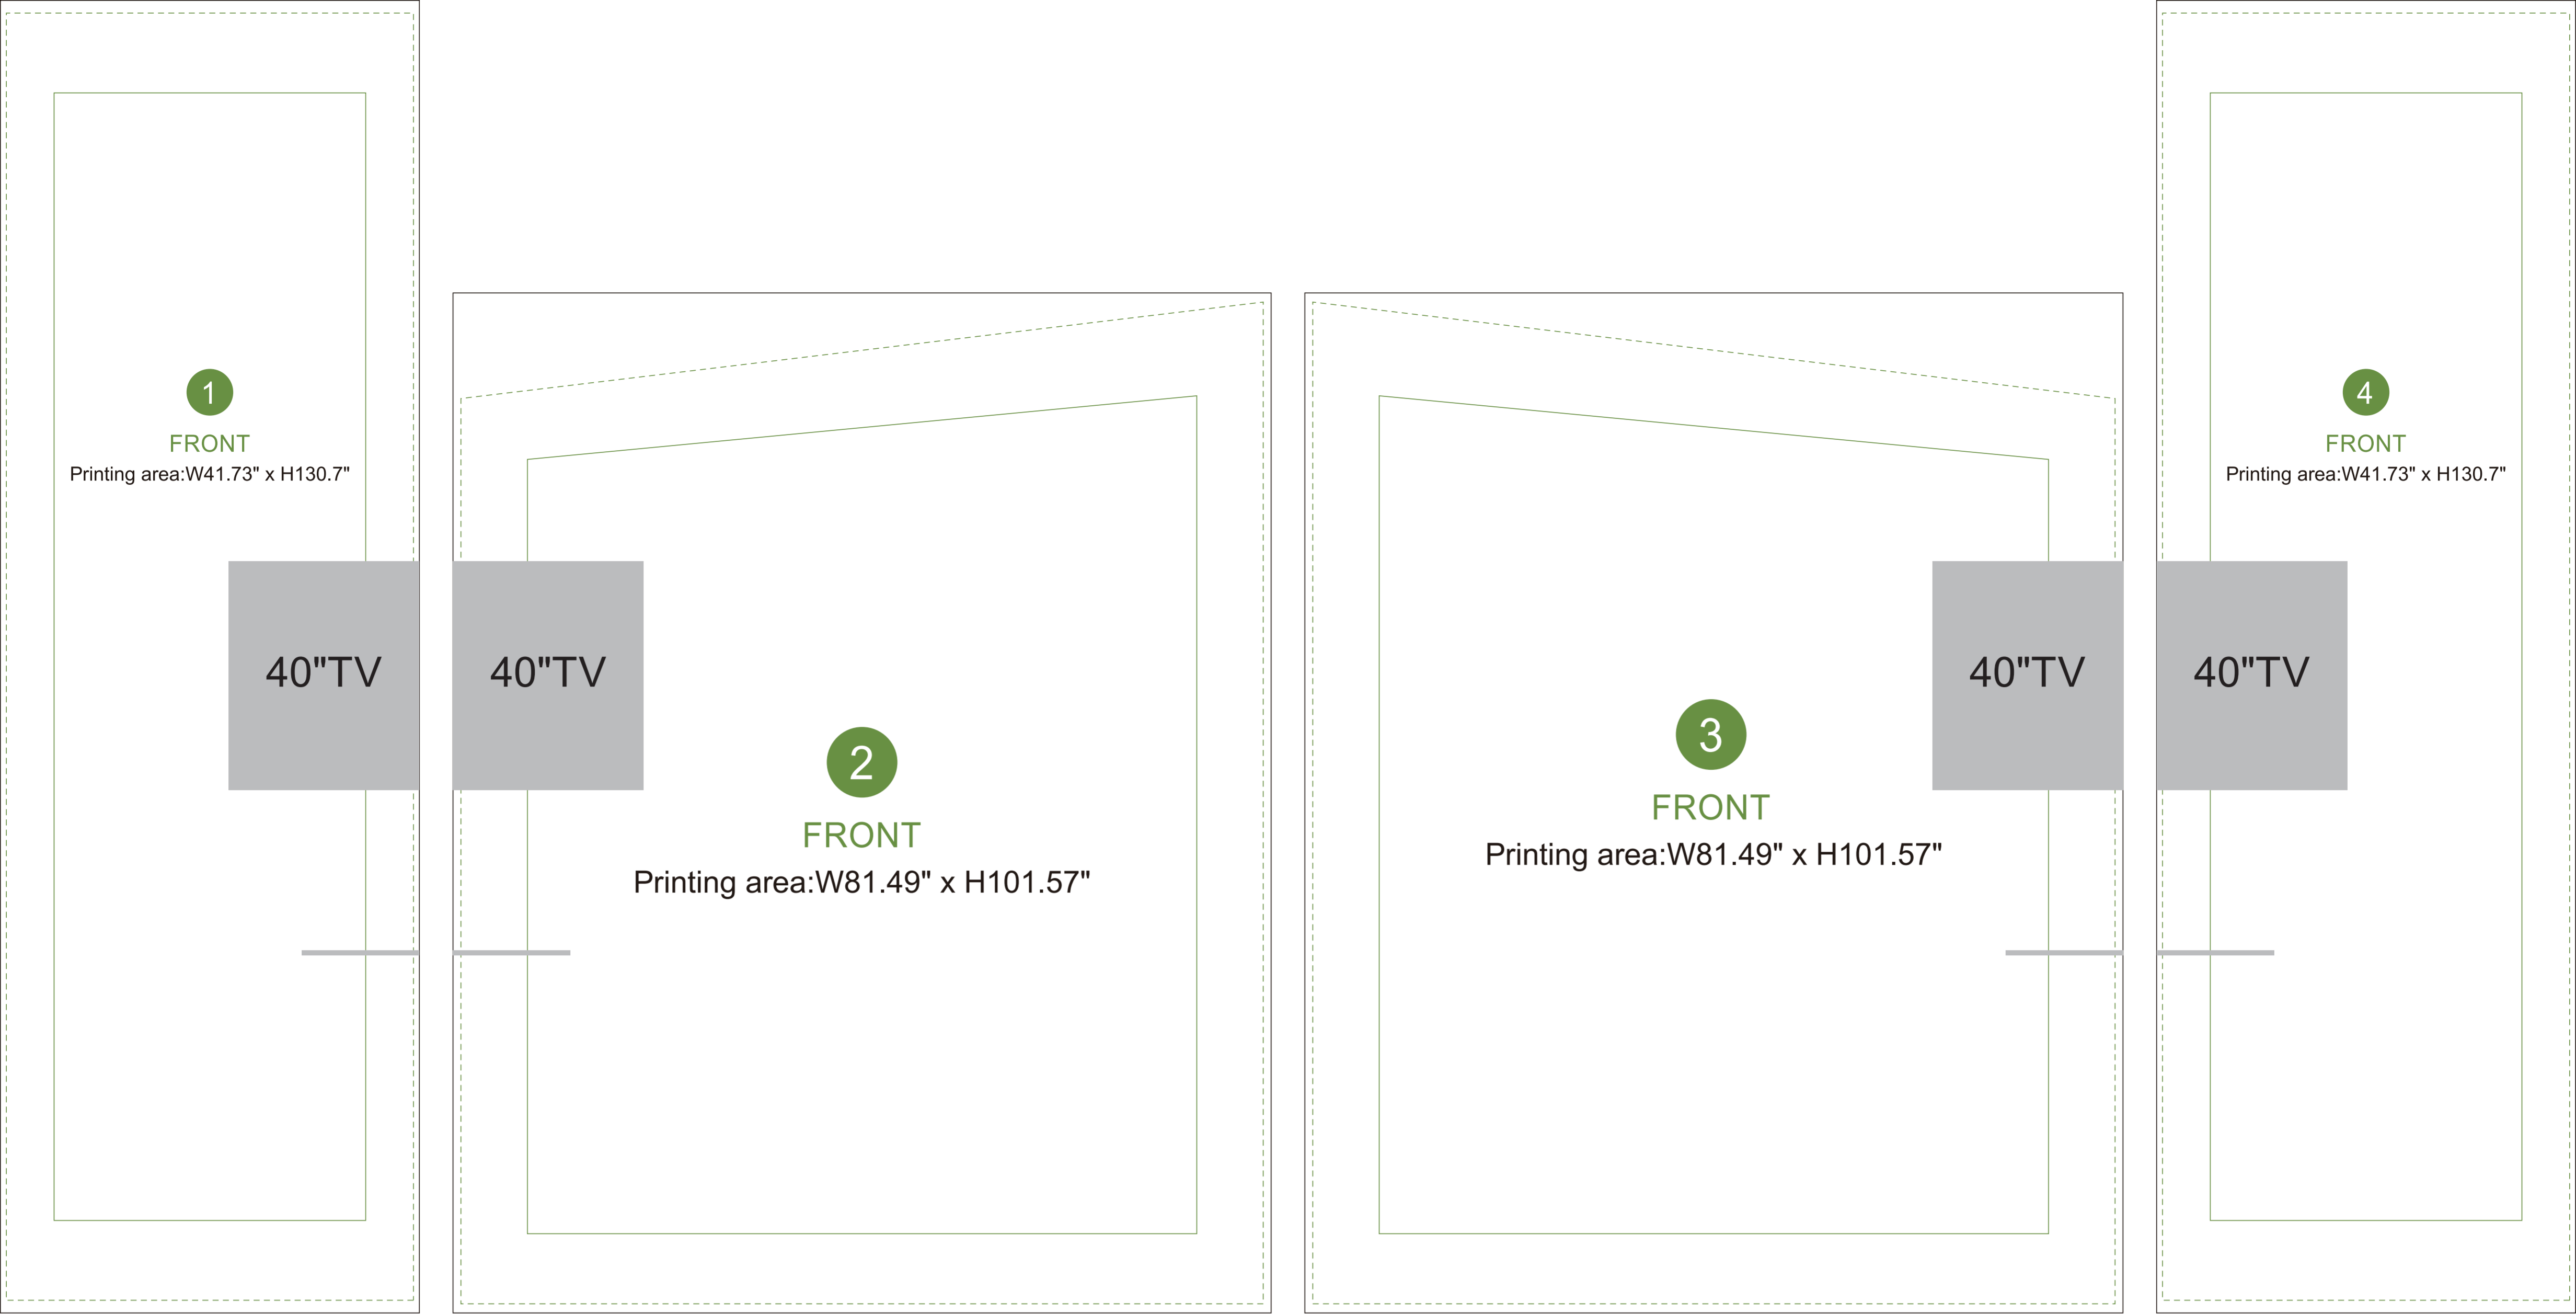 1
FRONT
Printing area:W41.73" x H130.7"
40"TV
40"TV
2
FRONT
Printing area:W81.49" x H101.57"
3
FRONT
Printing area:W81.49" x H101.57"
40"TV
40"TV
4
FRONT
Printing area:W41.73" x H130.7"